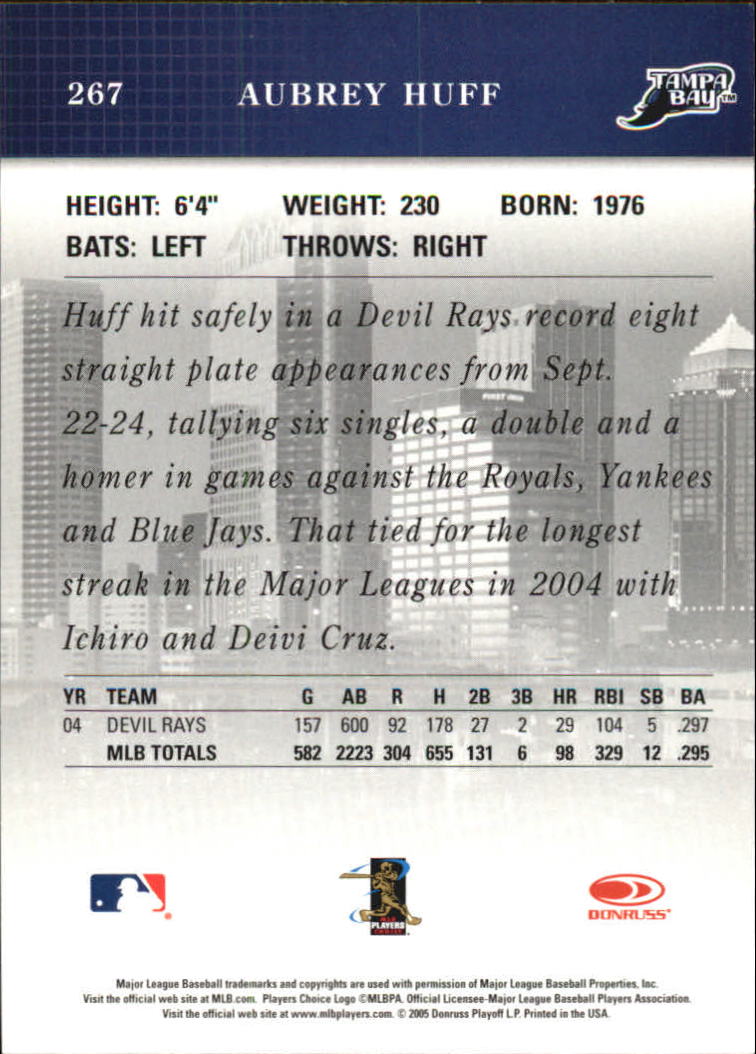 267 AUBREY HUFF TAMPA BAY™
HEIGHT: 6'4" WEIGHT: 230 BORN: 1976
BATS: LEFT THROWS: RIGHT
Huff hit safely in a Devil Rays record eight
straight plate appearances from Sept.
22-24, tallying six singles, a double and a
homer in games against the Royals, Yankees
and Blue Jays. That tied for the longest
streak in the Major Leagues in 2004 with
Ichiro and Deivi Cruz.
YR TEAM G AB R H 2B 3B HR RBI SB BA
04 DEVIL RAYS 157 600 92 178 27 2 29 104 5 .297
MLB TOTALS 582 2223 304 655 131 6 98 329 12 .295
MLB
PLAYERS
CHOICE
DONRUSS®
Major League Baseball trademarks and copyrights are used with permission of Major League Baseball Properties, Inc.
Visit the official web site at MLB.com. Players Choice Logo ©MLBPA. Official Licensee-Major League Baseball Players Association.
Visit the official web site at www.mlbplayers.com. © 2005 Donruss Playoff L.P. Printed in the USA.